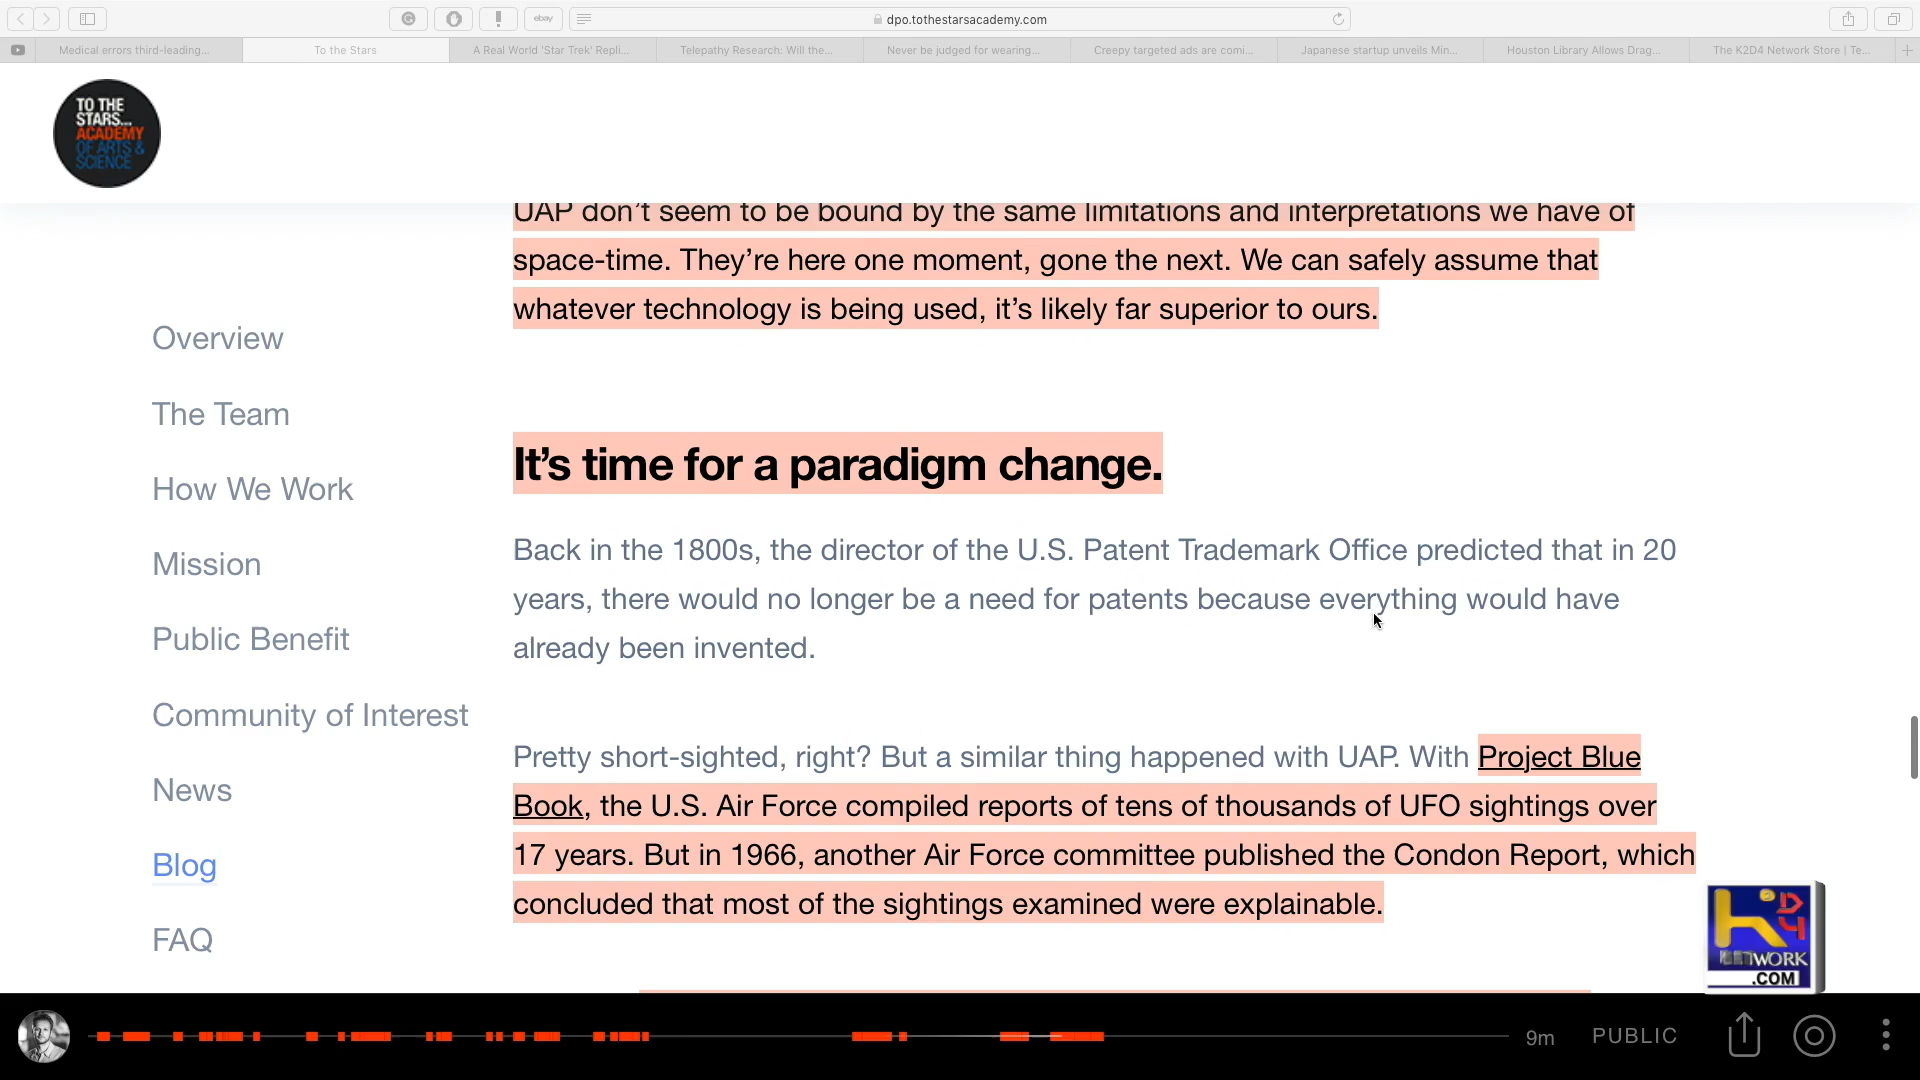 ebay
dpo.tothestarsacademy.com
Medical errors third-leading...
To the Stars
A Real World 'Star Trek' Repli...
Telepathy Research: Will the...
Never be judged for wearing...
Creepy targeted ads are comi...
Japanese startup unveils Min...
Houston Library Allows Drag...
The K2D4 Network Store | Te...
TO THE
STARS...
ACADEMY
OF ARTS &
SCIENCE
UAP don't seem to be bound by the same limitations and interpretations we have of
space-time. They're here one moment, gone the next. We can safely assume that
whatever technology is being used, it's likely far superior to ours.
Overview
The Team
How We Work
Mission
Public Benefit
Community of Interest
News
Blog
FAQ
It's time for a paradigm change.
Back in the 1800s, the director of the U.S. Patent Trademark Office predicted that in 20
years, there would no longer be a need for patents because everything would have
already been invented.
Pretty short-sighted, right? But a similar thing happened with UAP. With Project Blue
Book, the U.S. Air Force compiled reports of tens of thousands of UFO sightings over
17 years. But in 1966, another Air Force committee published the Condon Report, which
concluded that most of the sightings examined were explainable.
K2D4
NETWORK
.COM
9m
PUBLIC